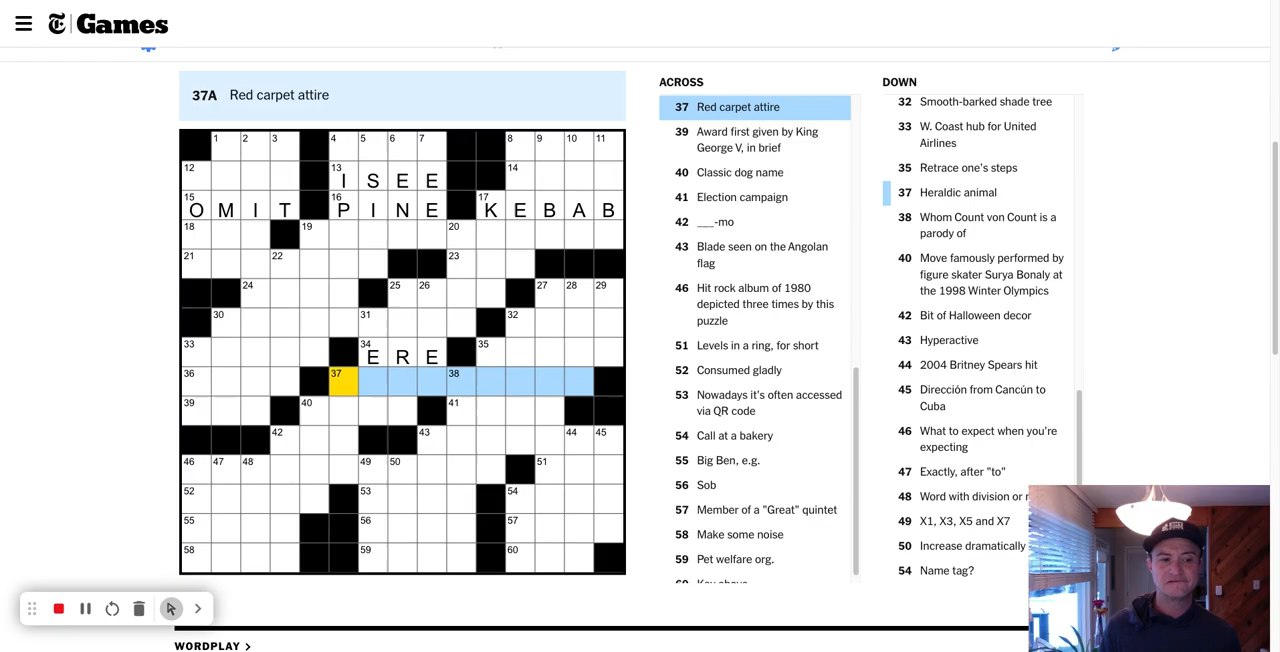 Games
37A Red carpet attire
1 2 3 4 5 6 7 8 9 10 11
12 13 I S E E 14
15 O M I T 16 P I N E 17 K E B A B
18 19 20
21 22 23
24 25 26 27 28 29
30 31 32
33 34 E R E 35
36 37 38
39 40 41
42 43 44 45
46 47 48 49 50 51
52 53 54
55 56 57
58 59 60
ACROSS
37 Red carpet attire
39 Award first given by King
George V, in brief
40 Classic dog name
41 Election campaign
42 ___-mo
43 Blade seen on the Angolan
flag
46 Hit rock album of 1980
depicted three times by this
puzzle
51 Levels in a ring, for short
52 Consumed gladly
53 Nowadays it's often accessed
via QR code
54 Call at a bakery
55 Big Ben, e.g.
56 Sob
57 Member of a "Great" quintet
58 Make some noise
59 Pet welfare org.
DOWN
32 Smooth-barked shade tree
33 W. Coast hub for United
Airlines
35 Retrace one's steps
37 Heraldic animal
38 Whom Count von Count is a
parody of
40 Move famously performed by
figure skater Surya Bonaly at
the 1998 Winter Olympics
42 Bit of Halloween decor
43 Hyperactive
44 2004 Britney Spears hit
45 Dirección from Cancún to
Cuba
46 What to expect when you're
expecting
47 Exactly, after "to"
48 Word with division or
49 X1, X3, X5 and X7
50 Increase dramatically
54 Name tag?
WORDPLAY >